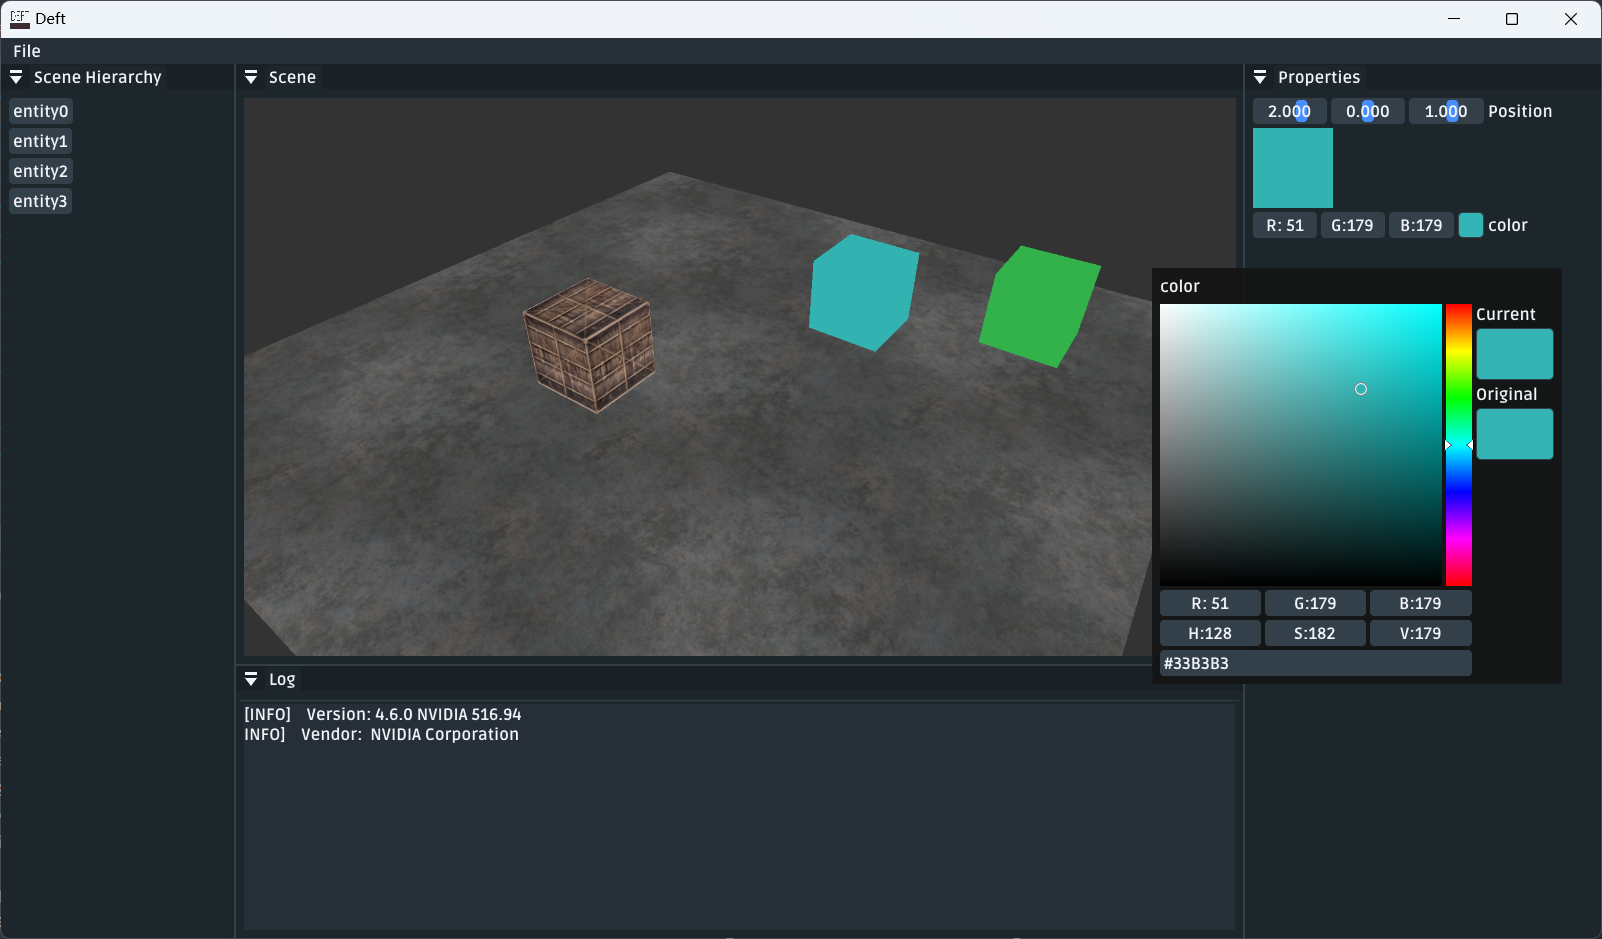 DEFT Deft
File
Scene Hierarchy
entity0
entity1
entity2
entity3
Scene
Properties
2.000 0.000 1.000 Position
R: 51 G:179 B:179 color
color
Current
Original
R: 51 G:179 B:179
H:128 S:182 V:179
#33B3B3
Log
[INFO] Version: 4.6.0 NVIDIA 516.94
INFO] Vendor: NVIDIA Corporation